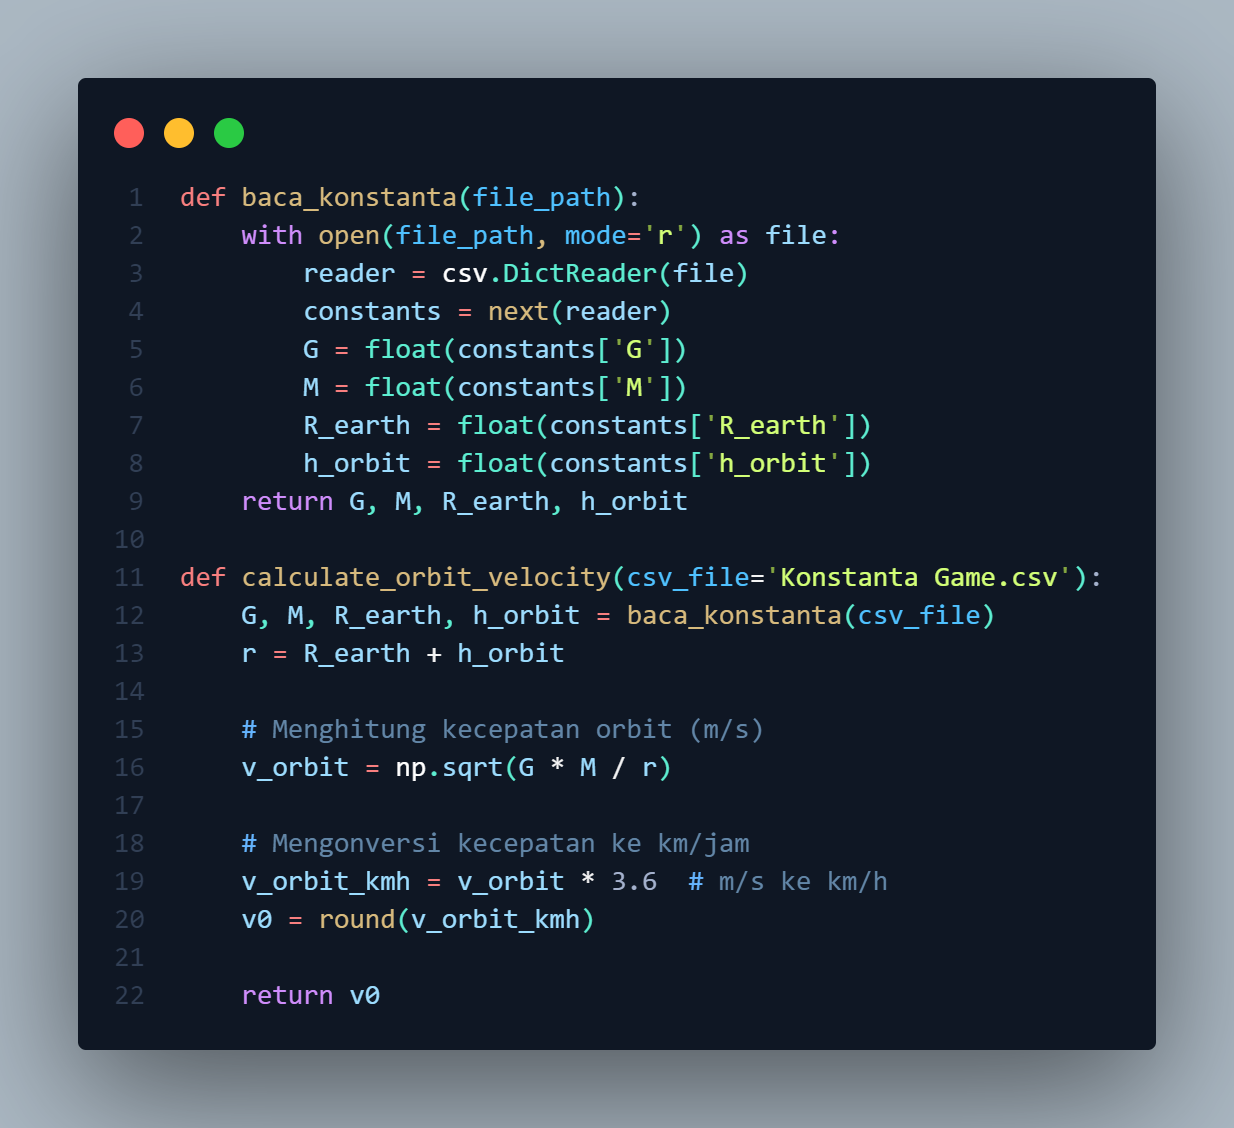 1 def baca_konstanta(file_path):
2     with open(file_path, mode='r') as file:
3         reader = csv.DictReader(file)
4         constants = next(reader)
5         G = float(constants['G'])
6         M = float(constants['M'])
7         R_earth = float(constants['R_earth'])
8         h_orbit = float(constants['h_orbit'])
9     return G, M, R_earth, h_orbit
10
11 def calculate_orbit_velocity(csv_file='Konstanta Game.csv'):
12     G, M, R_earth, h_orbit = baca_konstanta(csv_file)
13     r = R_earth + h_orbit
14
15     # Menghitung kecepatan orbit (m/s)
16     v_orbit = np.sqrt(G * M / r)
17
18     # Mengonversi kecepatan ke km/jam
19     v_orbit_kmh = v_orbit * 3.6  # m/s ke km/h
20     v0 = round(v_orbit_kmh)
21
22     return v0